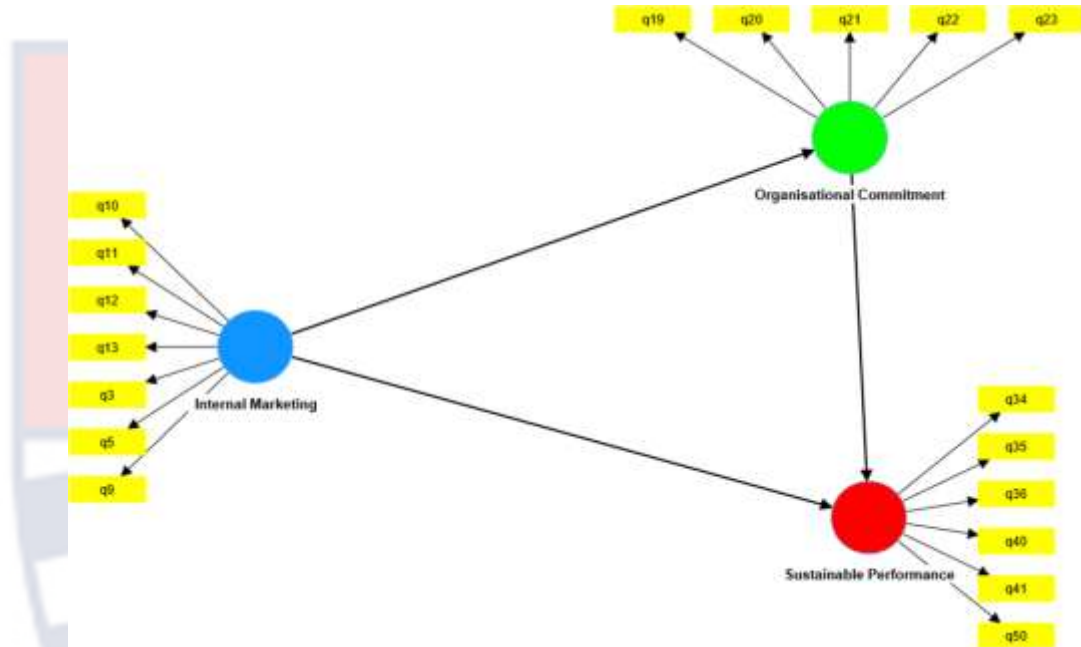 q19
q20
q21
q22
q23
Organisational Commitment
q10
q11
q12
q13
q3
q5
q9
Internal Marketing
q34
q35
q36
q40
q41
q50
Sustainable Performance